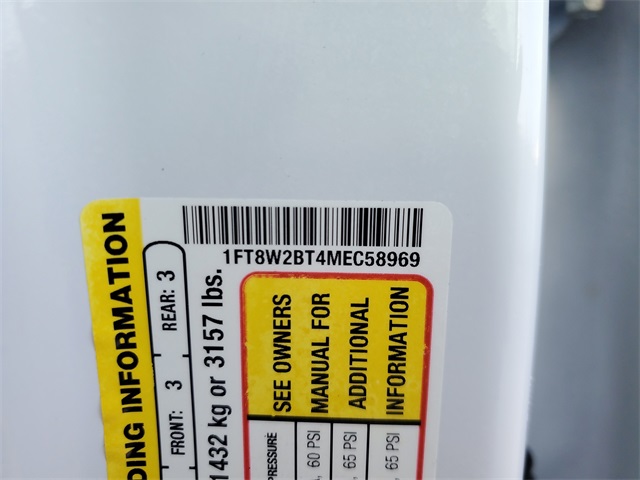 1FT8W2BT4MEC58969
INFORMATION
FRONT: 3 REAR: 3
1432 kg or 3157 lbs.
SEE OWNERS
MANUAL FOR
ADDITIONAL
INFORMATION
PRESSURE
60 PSI
65 PSI
65 PSI